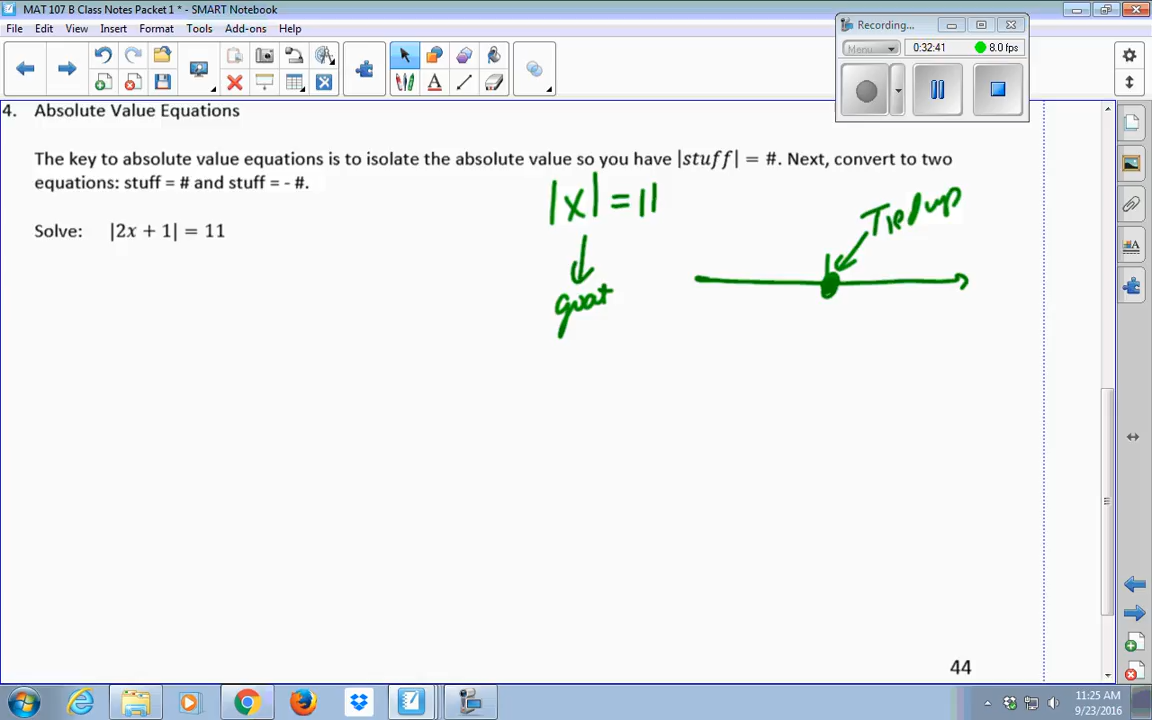 MAT 107 B Class Notes Packet 1 * - SMART Notebook
File Edit View Insert Format Tools Add-ons Help
Recording...
Menu 0:32:41 8.0 fps
4. Absolute Value Equations
The key to absolute value equations is to isolate the absolute value so you have |stuff| = #. Next, convert to two
equations: stuff = # and stuff = - #.
|x| = 11
Tied up
Solve: |2x + 1| = 11
goat
44
11:25 AM
9/23/2016